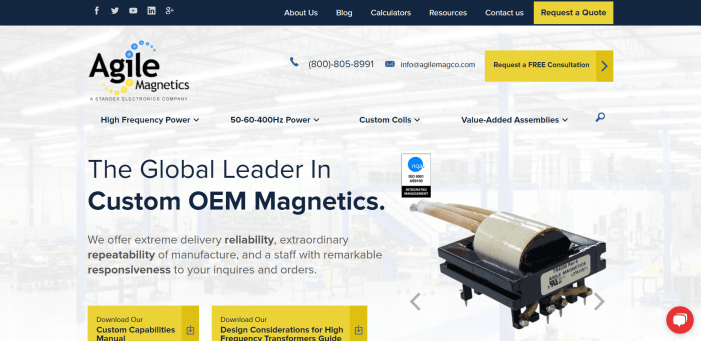 About Us Blog Calculators Resources Contact us Request a Quote
Agile
Magnetics
A STANDEX ELECTRONICS COMPANY
(800)-805-8991 info@agilemagco.com Request a FREE Consultation
High Frequency Power 50-60-400Hz Power Custom Coils Value-Added Assemblies
The Global Leader In
Custom OEM Magnetics.
nqa
ISO 9001
AS9100
INTEGRATED
MANAGEMENT
We offer extreme delivery reliability, extraordinary
repeatability of manufacture, and a staff with remarkable
responsiveness to your inquires and orders.
AGILE MAGNETICS
Download Our
Custom Capabilities
Manual
Download Our
Design Considerations for High
Frequency Transformers Guide